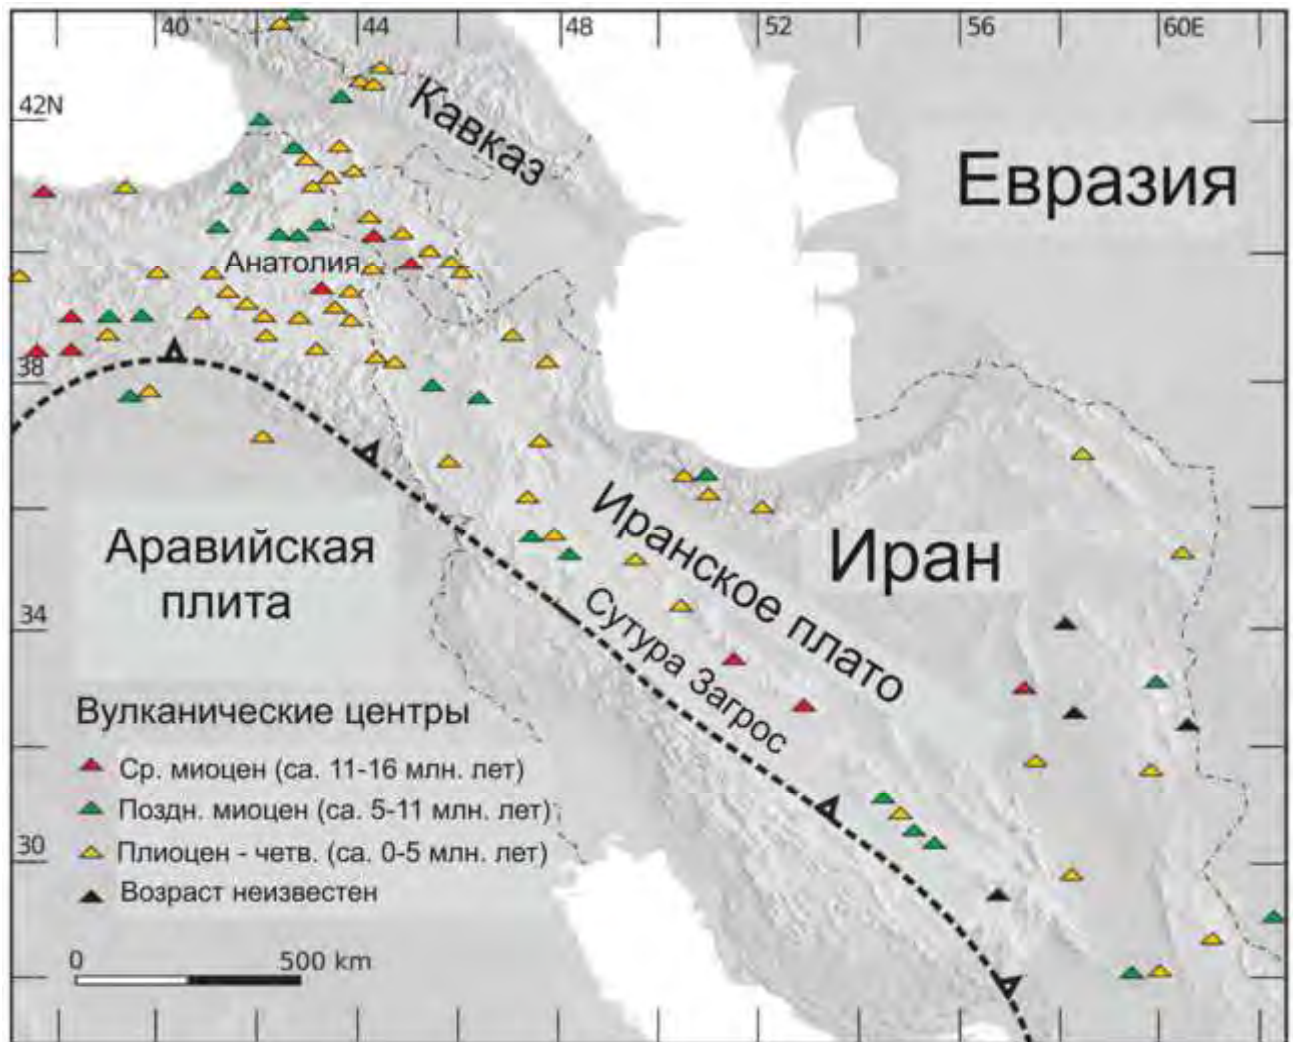 40 44 48 52 56 60E
42N
Кавказ
Евразия
Анатолия
38
Иранское плато
Иран
Аравийская
плита
Сутура Загрос
34
Вулканические центры
Ср. миоцен (ca. 11-16 млн. лет)
Поздн. миоцен (ca. 5-11 млн. лет)
Плиоцен - четв. (ca. 0-5 млн. лет)
30
Возраст неизвестен
0 500 km